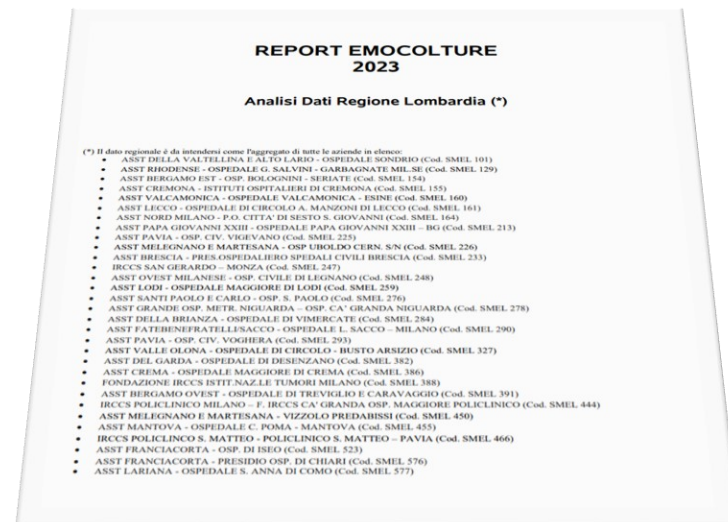 REPORT EMOCOLTURE
2023
Analisi Dati Regione Lombardia (*)
(*) Il dato regionale è da intendersi come l'aggregato di tutte le aziende in elenco:
• ASST DELLA VALTELLINA E ALTO LARIO - OSPEDALE SONDRIO (Cod. SMEL 101)
• ASST RHODENSE - OSPEDALE G. SALVINI - GARBAGNATE MIL.SE (Cod. SMEL 129)
• ASST BERGAMO EST - OSP. BOLOGNINI - SERIATE (Cod. SMEL 154)
• ASST CREMONA - ISTITUTI OSPITALIERI DI CREMONA (Cod. SMEL 155)
• ASST VALCAMONICA - OSPEDALE VALCAMONICA - ESINE (Cod. SMEL 160)
• ASST LECCO - OSPEDALE DI CIRCOLO A. MANZONI DI LECCO (Cod. SMEL 161)
• ASST NORD MILANO - P.O. CITTA' DI SESTO S. GIOVANNI (Cod. SMEL 164)
• ASST PAPA GIOVANNI XXIII - OSPEDALE PAPA GIOVANNI XXIII – BG (Cod. SMEL 213)
• ASST PAVIA - OSP. CIV. VIGEVANO (Cod. SMEL 225)
• ASST MELEGNANO E MARTESANA - OSP UBOLDO CERN. S/N (Cod. SMEL 226)
• ASST BRESCIA - PRES.OSPEDALIERO SPEDALI CIVILI BRESCIA (Cod. SMEL 233)
• IRCCS SAN GERARDO – MONZA (Cod. SMEL 247)
• ASST OVEST MILANESE - OSP. CIVILE DI LEGNANO (Cod. SMEL 248)
• ASST LODI - OSPEDALE MAGGIORE DI LODI (Cod. SMEL 259)
• ASST SANTI PAOLO E CARLO - OSP. S. PAOLO (Cod. SMEL 276)
• ASST GRANDE OSP. METR. NIGUARDA – OSP. CA' GRANDA NIGUARDA (Cod. SMEL 278)
• ASST DELLA BRIANZA - OSPEDALE DI VIMERCATE (Cod. SMEL 284)
• ASST FATEBENEFRATELLI/SACCO - OSPEDALE L. SACCO – MILANO (Cod. SMEL 290)
• ASST PAVIA - OSP. CIV. VOGHERA (Cod. SMEL 293)
• ASST VALLE OLONA - OSPEDALE DI CIRCOLO - BUSTO ARSIZIO (Cod. SMEL 327)
• ASST DEL GARDA - OSPEDALE DI DESENZANO (Cod. SMEL 382)
• ASST CREMA - OSPEDALE MAGGIORE DI CREMA (Cod. SMEL 386)
• FONDAZIONE IRCCS ISTIT.NAZ.LE TUMORI MILANO (Cod. SMEL 388)
• ASST BERGAMO OVEST - OSPEDALE DI TREVIGLIO E CARAVAGGIO (Cod. SMEL 391)
• IRCCS POLICLINICO MILANO – F. IRCCS CA' GRANDA OSP. MAGGIORE POLICLINICO (Cod. SMEL 444)
• ASST MELEGNANO E MARTESANA - VIZZOLO PREDABISSI (Cod. SMEL 450)
• ASST MANTOVA - OSPEDALE C. POMA - MANTOVA (Cod. SMEL 455)
• IRCCS POLICLINCO S. MATTEO - POLICLINICO S. MATTEO – PAVIA (Cod. SMEL 466)
• ASST FRANCIACORTA - OSP. DI ISEO (Cod. SMEL 523)
• ASST FRANCIACORTA - PRESIDIO OSP. DI CHIARI (Cod. SMEL 576)
• ASST LARIANA - OSPEDALE S. ANNA DI COMO (Cod. SMEL 577)